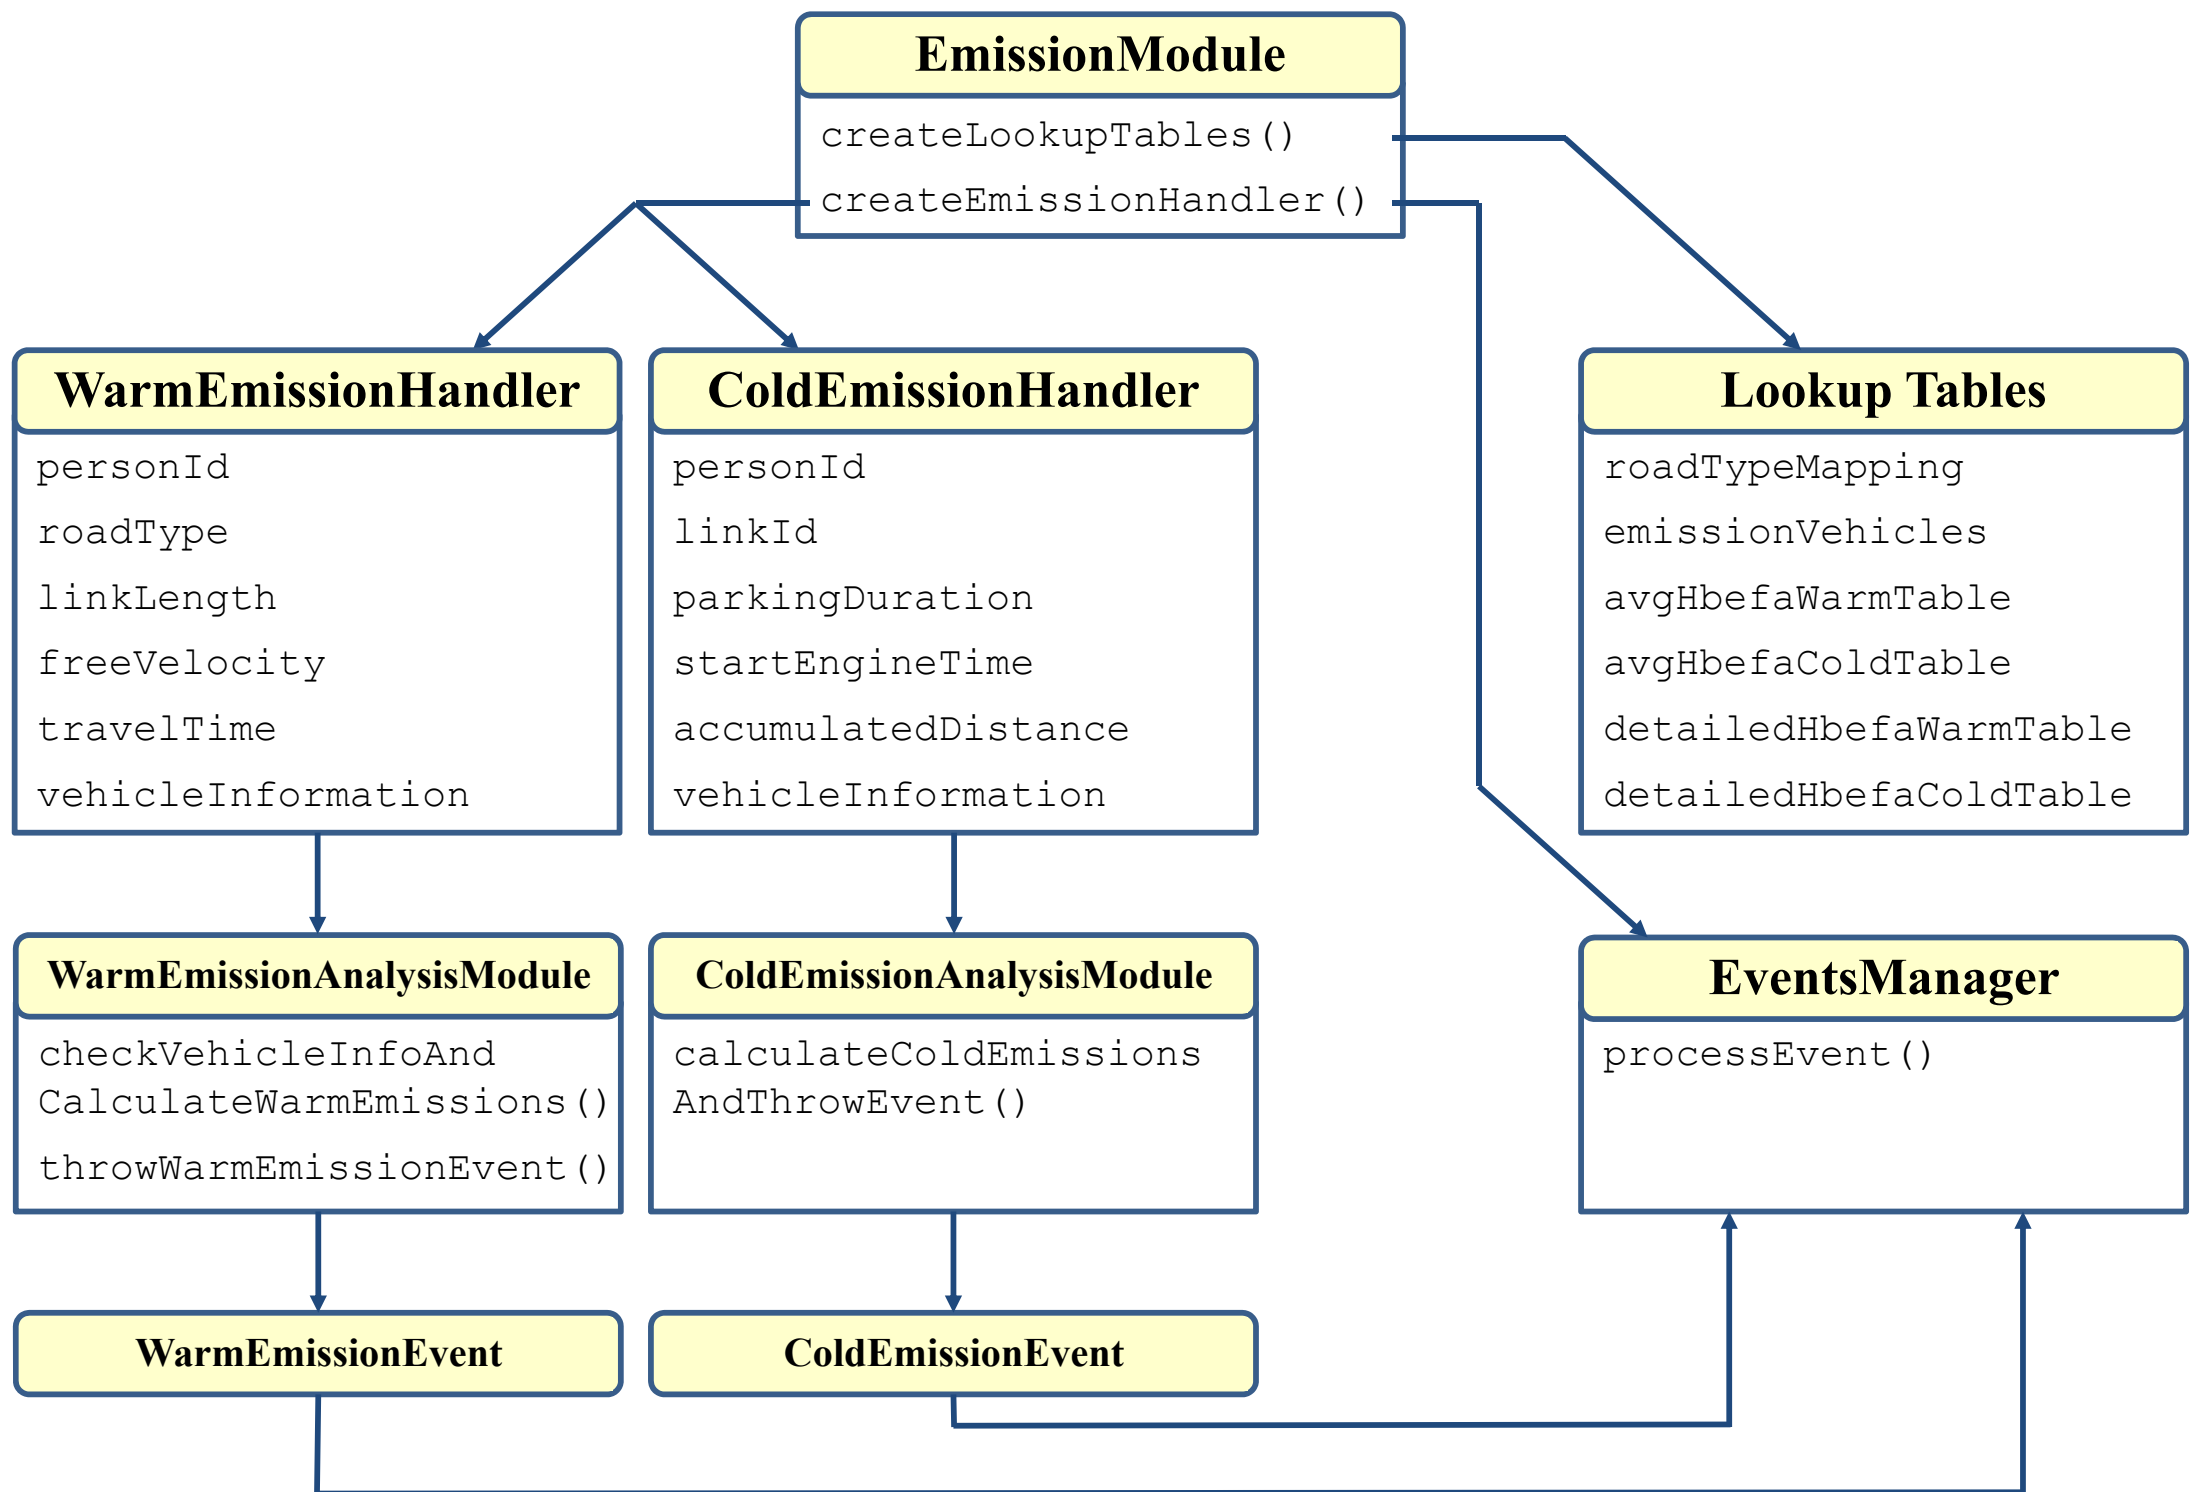 EmissionModule
createLookupTables()
createEmissionHandler()
WarmEmissionHandler
personId
roadType
linkLength
freeVelocity
travelTime
vehicleInformation
ColdEmissionHandler
personId
linkId
parkingDuration
startEngineTime
accumulatedDistance
vehicleInformation
Lookup Tables
roadTypeMapping
emissionVehicles
avgHbefaWarmTable
avgHbefaColdTable
detailedHbefaWarmTable
detailedHbefaColdTable
WarmEmissionAnalysisModule
checkVehicleInfoAnd
CalculateWarmEmissions()
throwWarmEmissionEvent()
ColdEmissionAnalysisModule
calculateColdEmissions
AndThrowEvent()
EventsManager
processEvent()
WarmEmissionEvent
ColdEmissionEvent